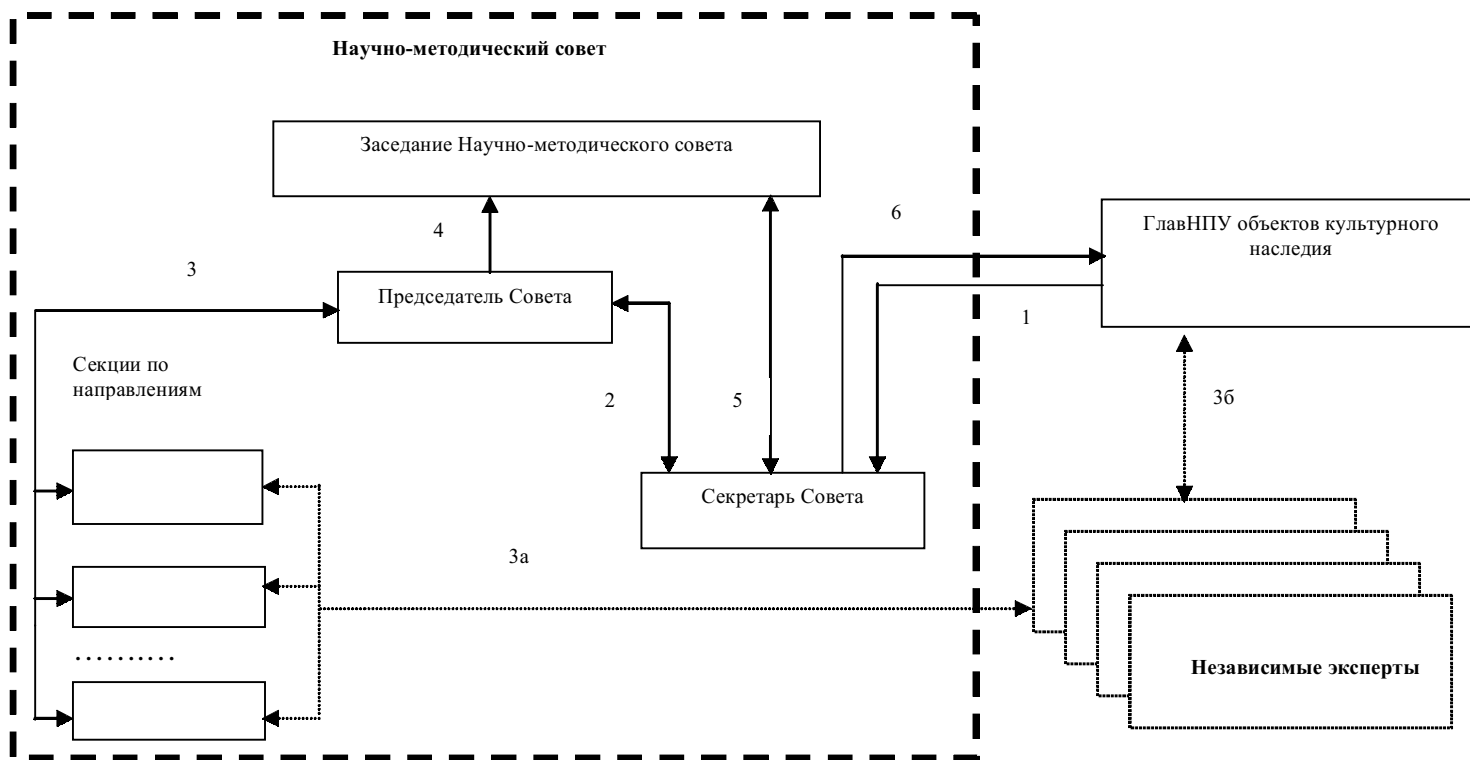 Научно-методический совет
Заседание Научно-методического совета
6
ГлавНПУ объектов культурного
наследия
4
3
Председатель Совета
1
Секции по
направлениям
2
5
3б
Секретарь Совета
3а
..........
Независимые эксперты